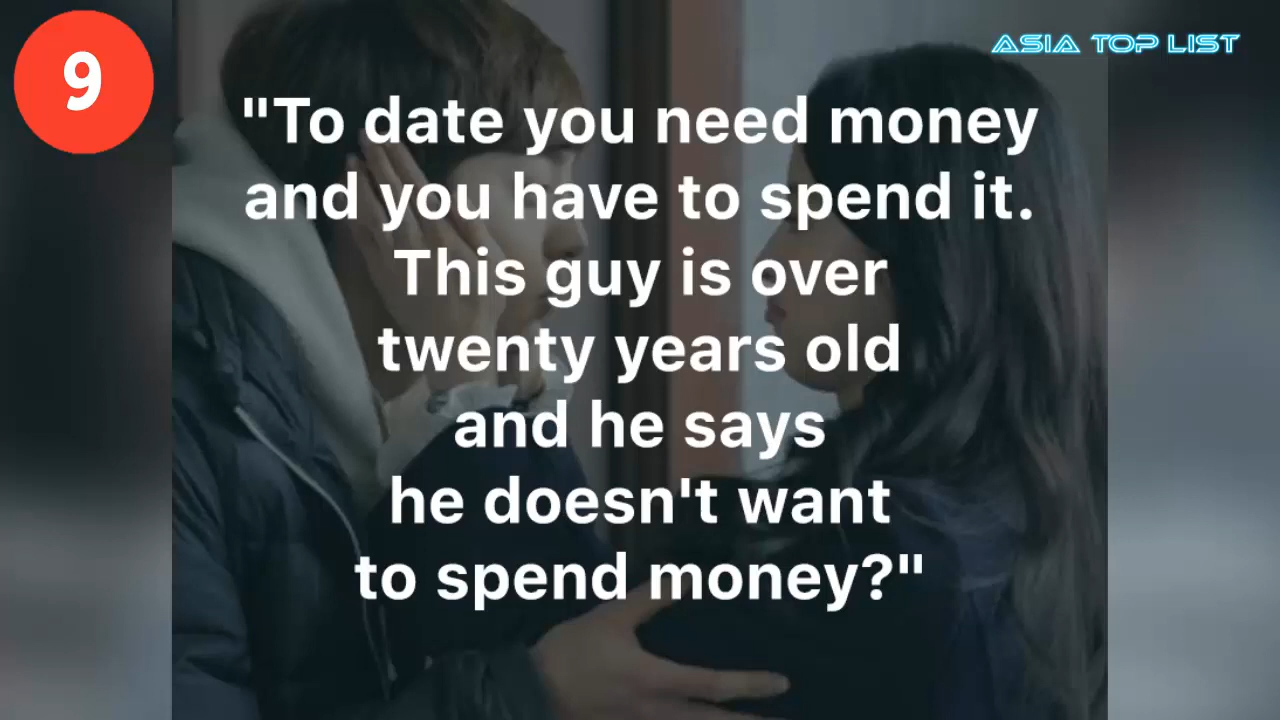 9
ASIA TOP LIST
"To date you need money
and you have to spend it.
This guy is over
twenty years old
and he says
he doesn't want
to spend money?"